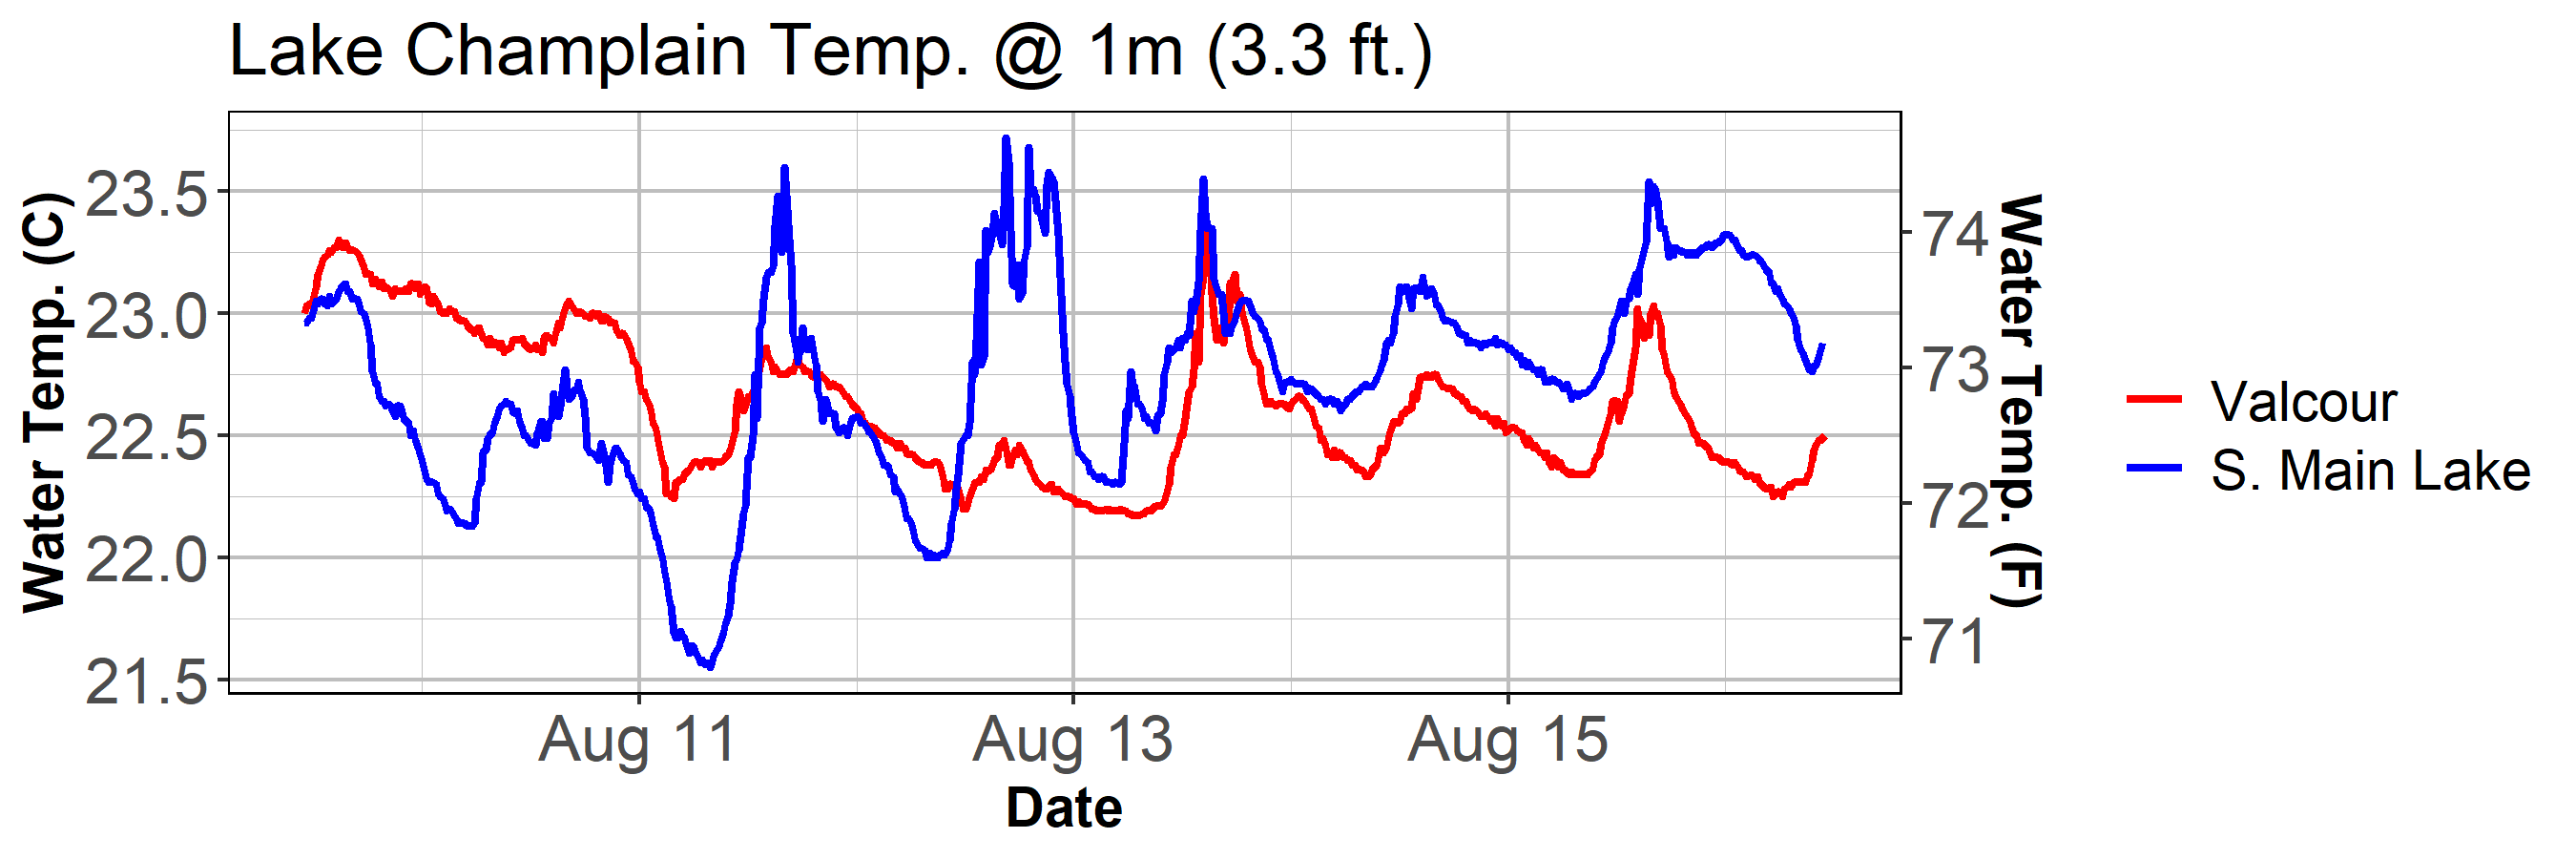 Lake Champlain Temp. @ 1m (3.3 ft.)
Water Temp. (C)
23.5
23.0
22.5
22.0
21.5
74
73
72
71
Water Temp. (F)
Aug 11
Aug 13
Aug 15
Date
Valcour
S. Main Lake